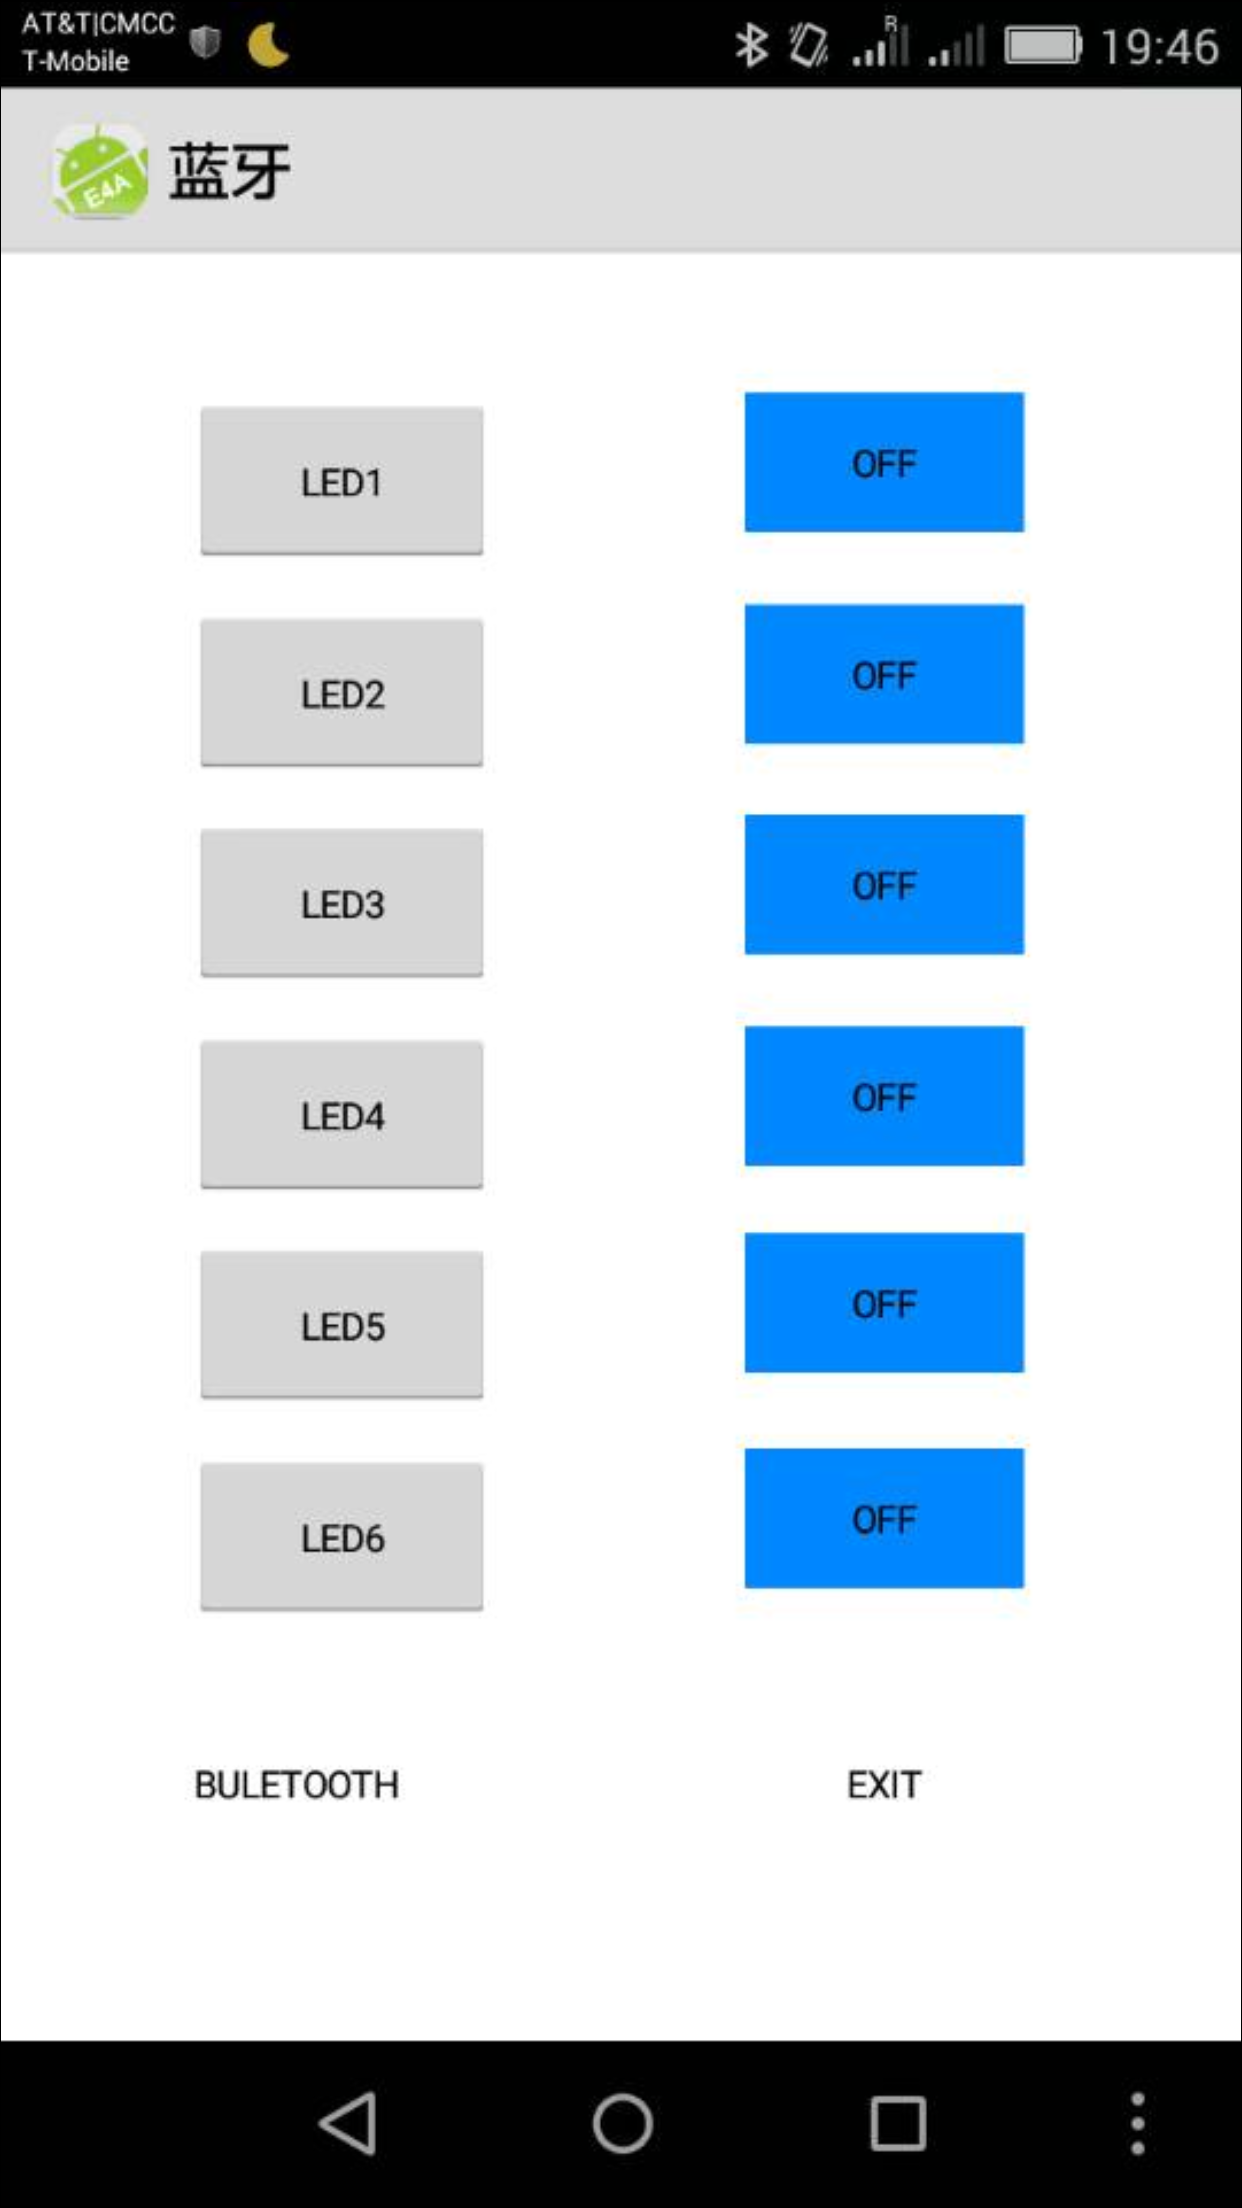 AT&T|CMCC
T-Mobile
R
19:46
E4A
蓝牙
LED1
OFF
LED2
OFF
LED3
OFF
LED4
OFF
LED5
OFF
LED6
OFF
BULETOOTH
EXIT